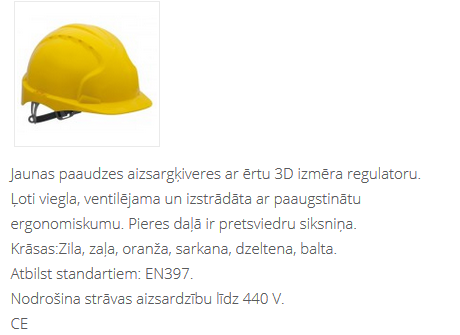 Jaunas paaudzes aizsargķiveres ar ērtu 3D izmēra regulatoru.
Ļoti viegla, ventilējama un izstrādāta ar paaugstinātu
ergonomiskumu. Pieres daļā ir pretsviedru siksniņa.
Krāsas:Zila, zaļa, oranža, sarkana, dzeltena, balta.
Atbilst standartiem: EN397.
Nodrošina strāvas aizsardzību līdz 440 V.
CE